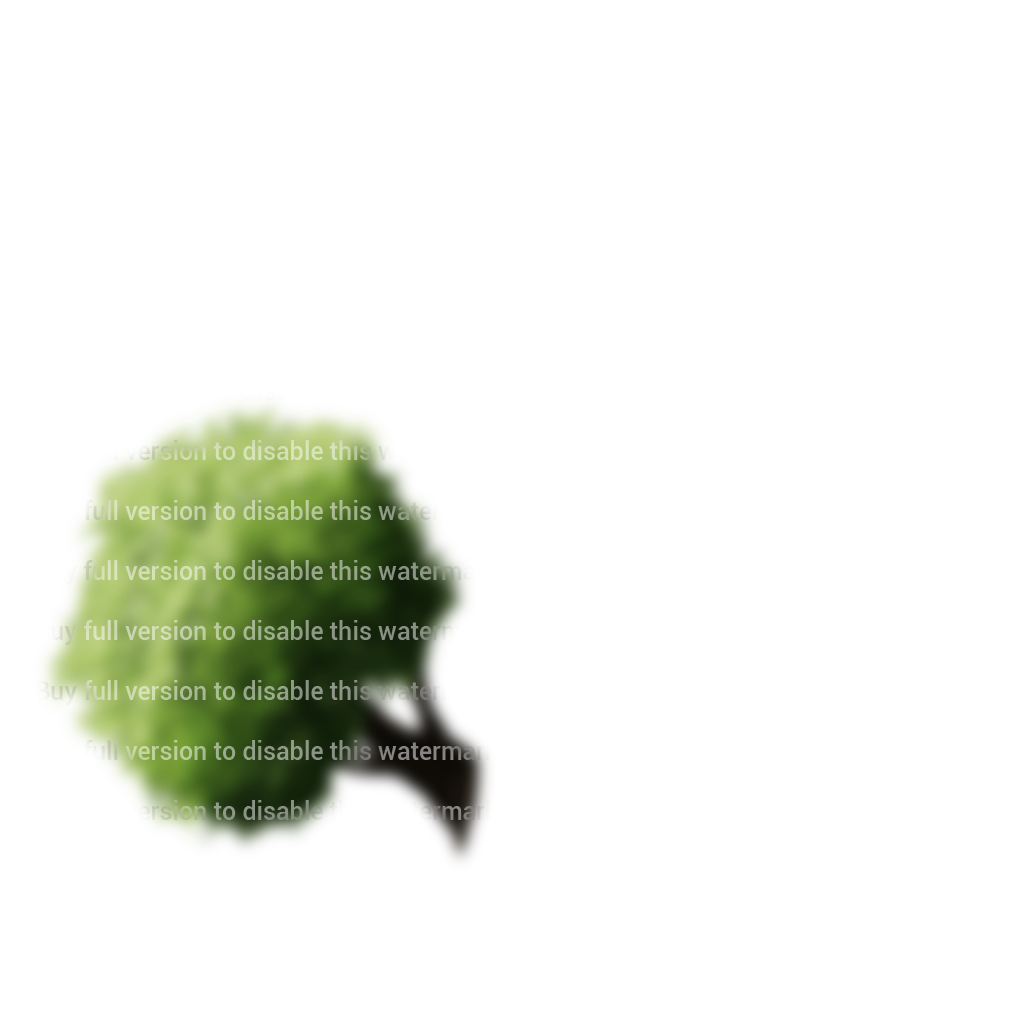 version to disable this
full version to disable this
full version to disable this
full version to disable this
Buy full version to disable this water
full version to disable this watermark
to disable